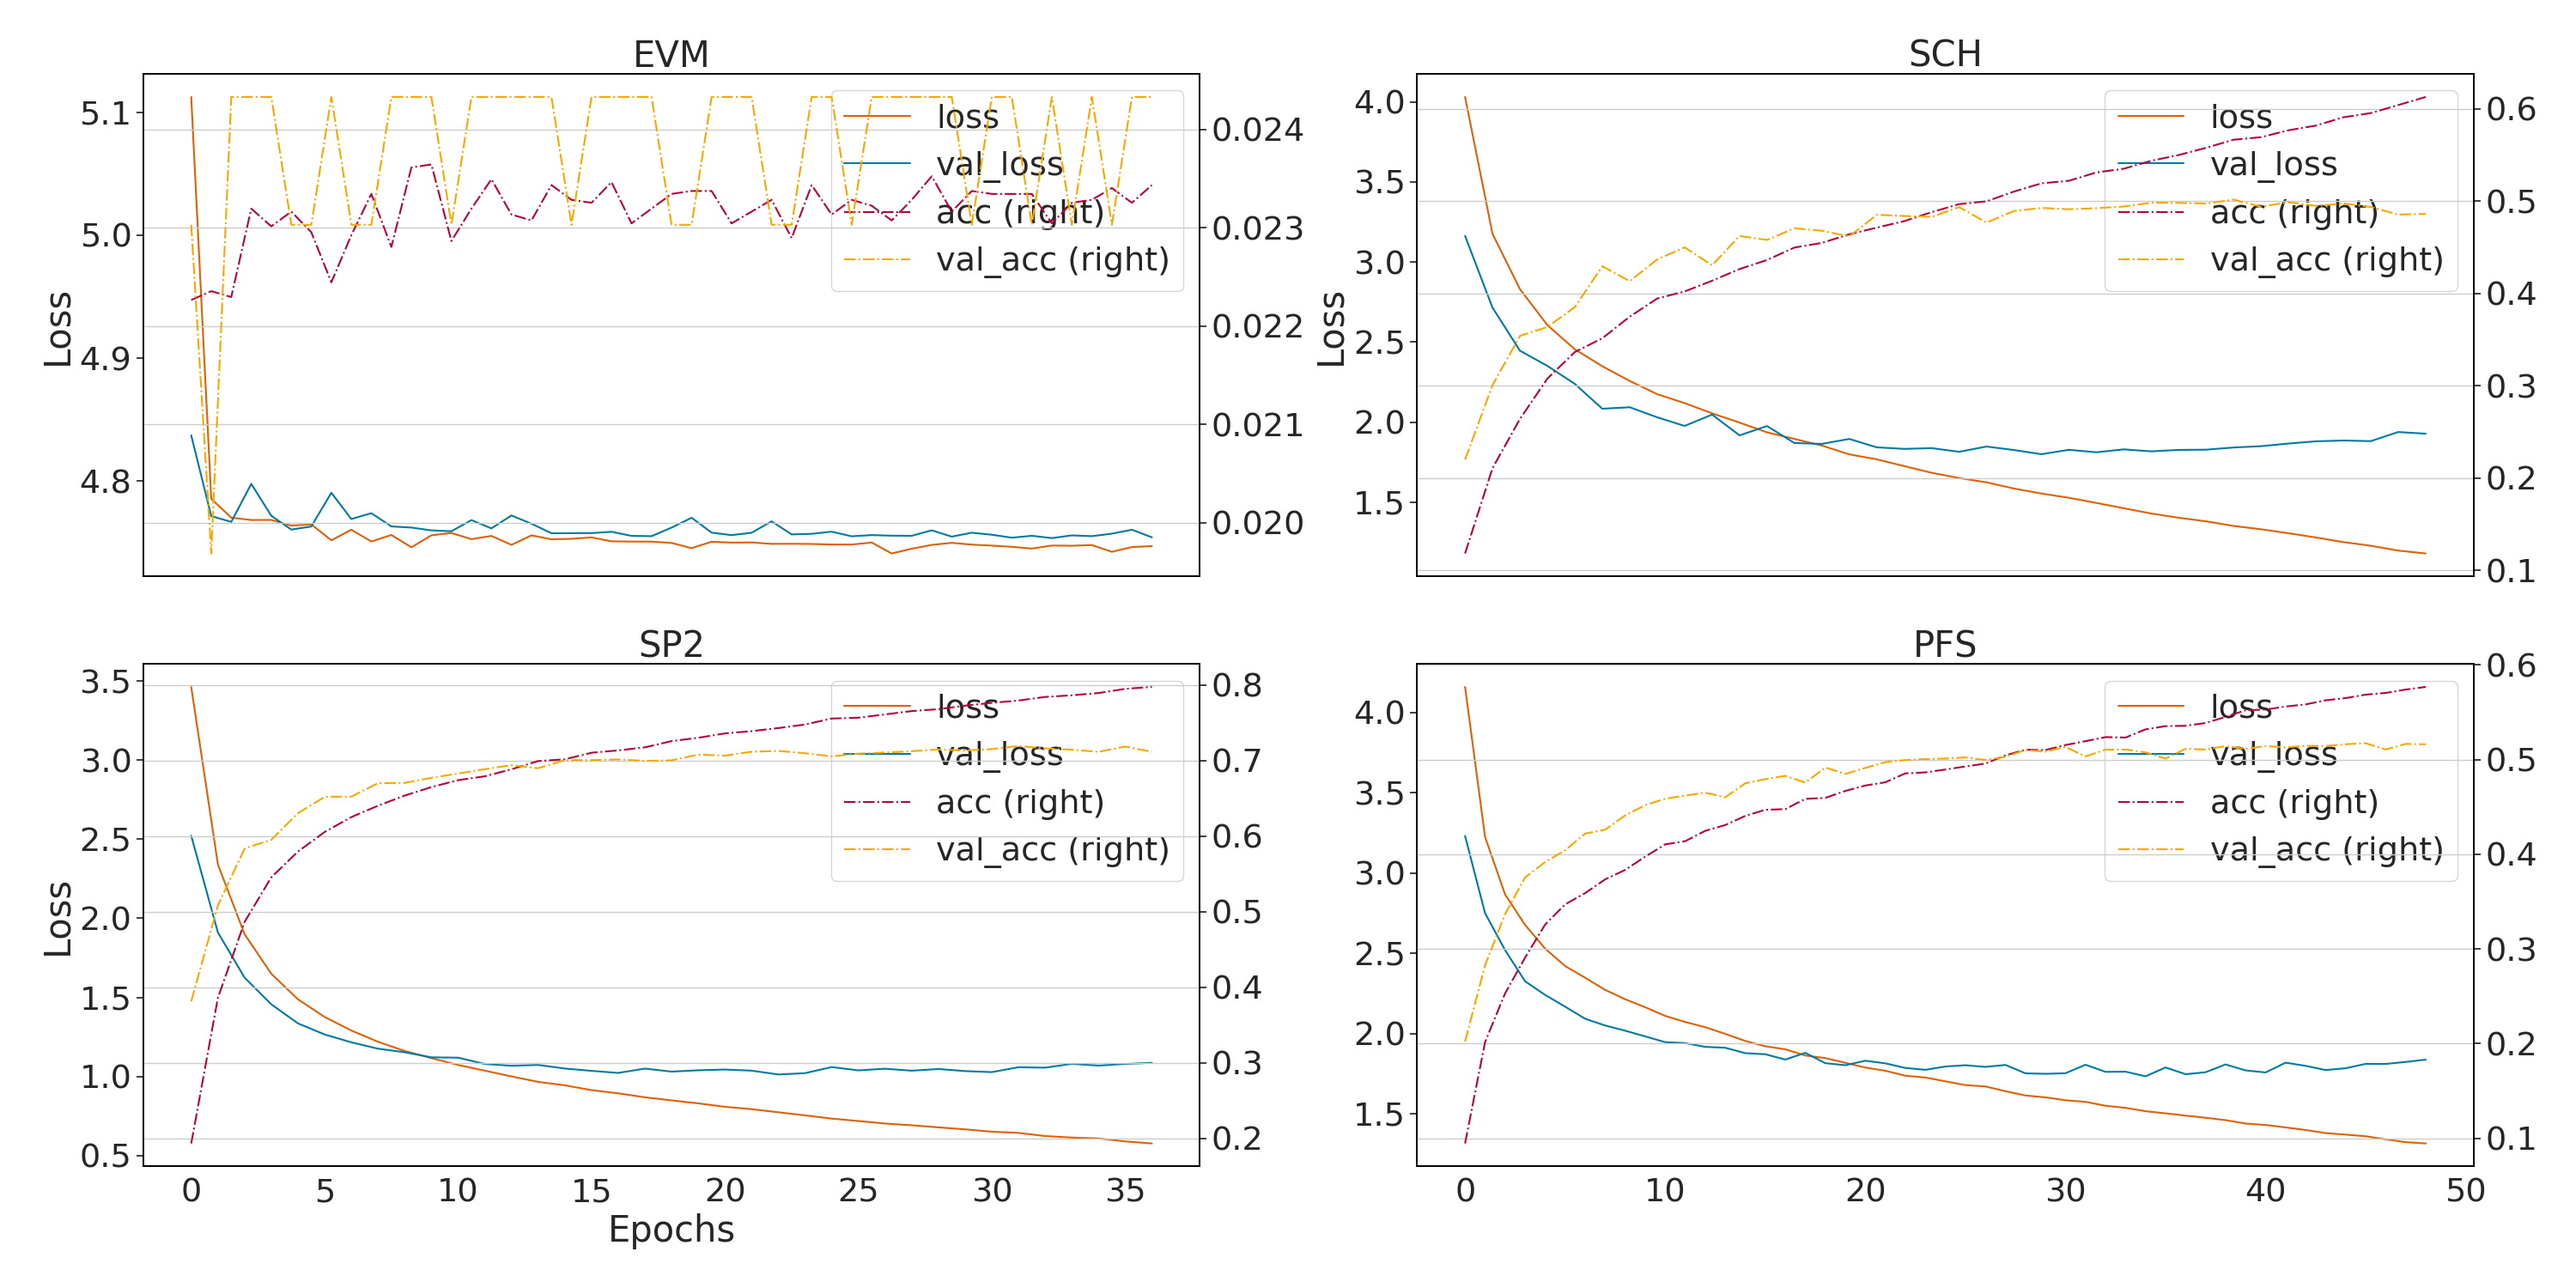 EVM
5.1
5.0
4.9
4.8
Loss
0.024
0.023
0.022
0.021
0.020
loss
val_loss
acc (right)
val_acc (right)
SCH
4.0
3.5
3.0
2.5
2.0
1.5
Loss
0.6
0.5
0.4
0.3
0.2
0.1
loss
val_loss
acc (right)
val_acc (right)
SP2
3.5
3.0
2.5
2.0
1.5
1.0
0.5
Loss
0.8
0.7
0.6
0.5
0.4
0.3
0.2
loss
val_loss
acc (right)
val_acc (right)
0 5 10 15 20 25 30 35
Epochs
PFS
4.0
3.5
3.0
2.5
2.0
1.5
0.6
0.5
0.4
0.3
0.2
0.1
loss
val_loss
acc (right)
val_acc (right)
0 10 20 30 40 50